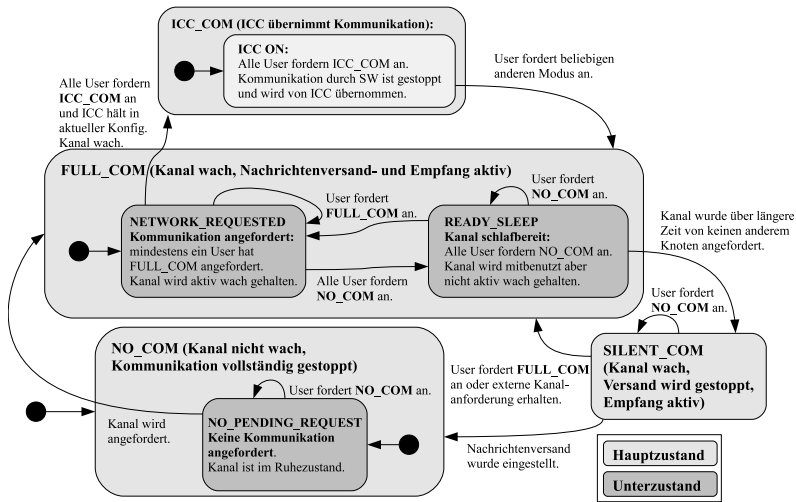 ICC_COM (ICC übernimmt Kommunikation):
ICC ON:
Alle User fordern ICC_COM an.
Kommunikation durch SW ist gestoppt
und wird von ICC übernommen.
User fordert beliebigen
anderen Modus an.
Alle User fordern
ICC_COM an
und ICC hält in
aktueller Konfig.
Kanal wach.
FULL_COM (Kanal wach, Nachrichtenversand- und Empfang aktiv)
User fordert
FULL_COM an.
User fordert
NO_COM an.
NETWORK_REQUESTED
Kommunikation angefordert:
mindestens ein User hat
FULL_COM angefordert.
Kanal wird aktiv wach gehalten.
READY_SLEEP
Kanal schlafbereit:
Alle User fordern NO_COM an.
Kanal wird mitbenutzt aber
nicht aktiv wach gehalten.
Alle User fordern
NO_COM an.
Kanal wurde über längere
Zeit von keinen anderem
Knoten angefordert.
User fordert
NO_COM an.
SILENT_COM
(Kanal wach,
Versand wird gestoppt,
Empfang aktiv)
User fordert FULL_COM
an oder externe Kanal-
anforderung erhalten.
NO_COM (Kanal nicht wach,
Kommunikation vollständig gestoppt)
User fordert NO_COM an.
Kanal wird
angefordert.
NO_PENDING_REQUEST
Keine Kommunikation
angefordert.
Kanal ist im Ruhezustand.
Nachrichtenversand
wurde eingestellt.
Hauptzustand
Unterzustand